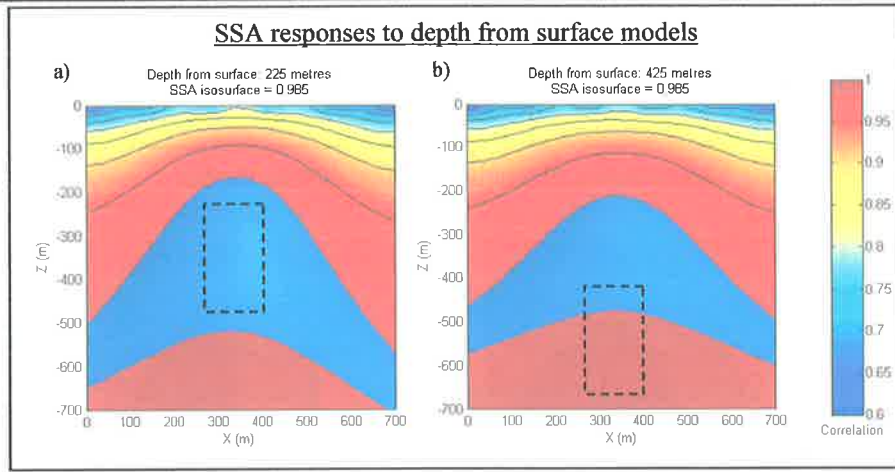 SSA responses to depth from surface models
a)
Depth from surface: 225 metres
SSA isosurface = 0.985
0
-100
-200
-300
-400
-500
-600
-700
Z (m)
0 100 200 300 400 500 600 700
X (m)
b)
Depth from surface: 425 metres
SSA isosurface = 0.985
0
-100
-200
-300
-400
-500
-600
-700
Z (m)
0 100 200 300 400 500 600 700
X (m)
1
0.95
0.9
0.85
0.8
0.75
0.7
0.65
0.6
Correlation